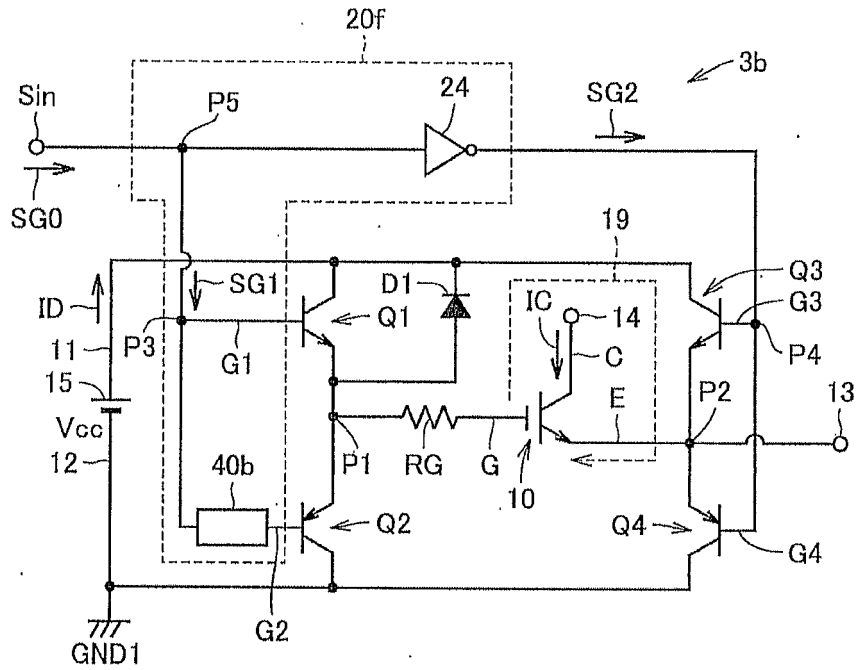 20f
3b
Sin
P5
24
SG2
SG0
19
SG1
D1
Q3
ID
IC
14
G3
P3
G1
Q1
C
P4
11
15
P2
13
Vcc
E
12
P1
RG
G
10
40b
Q2
Q4
G4
G2
GND1